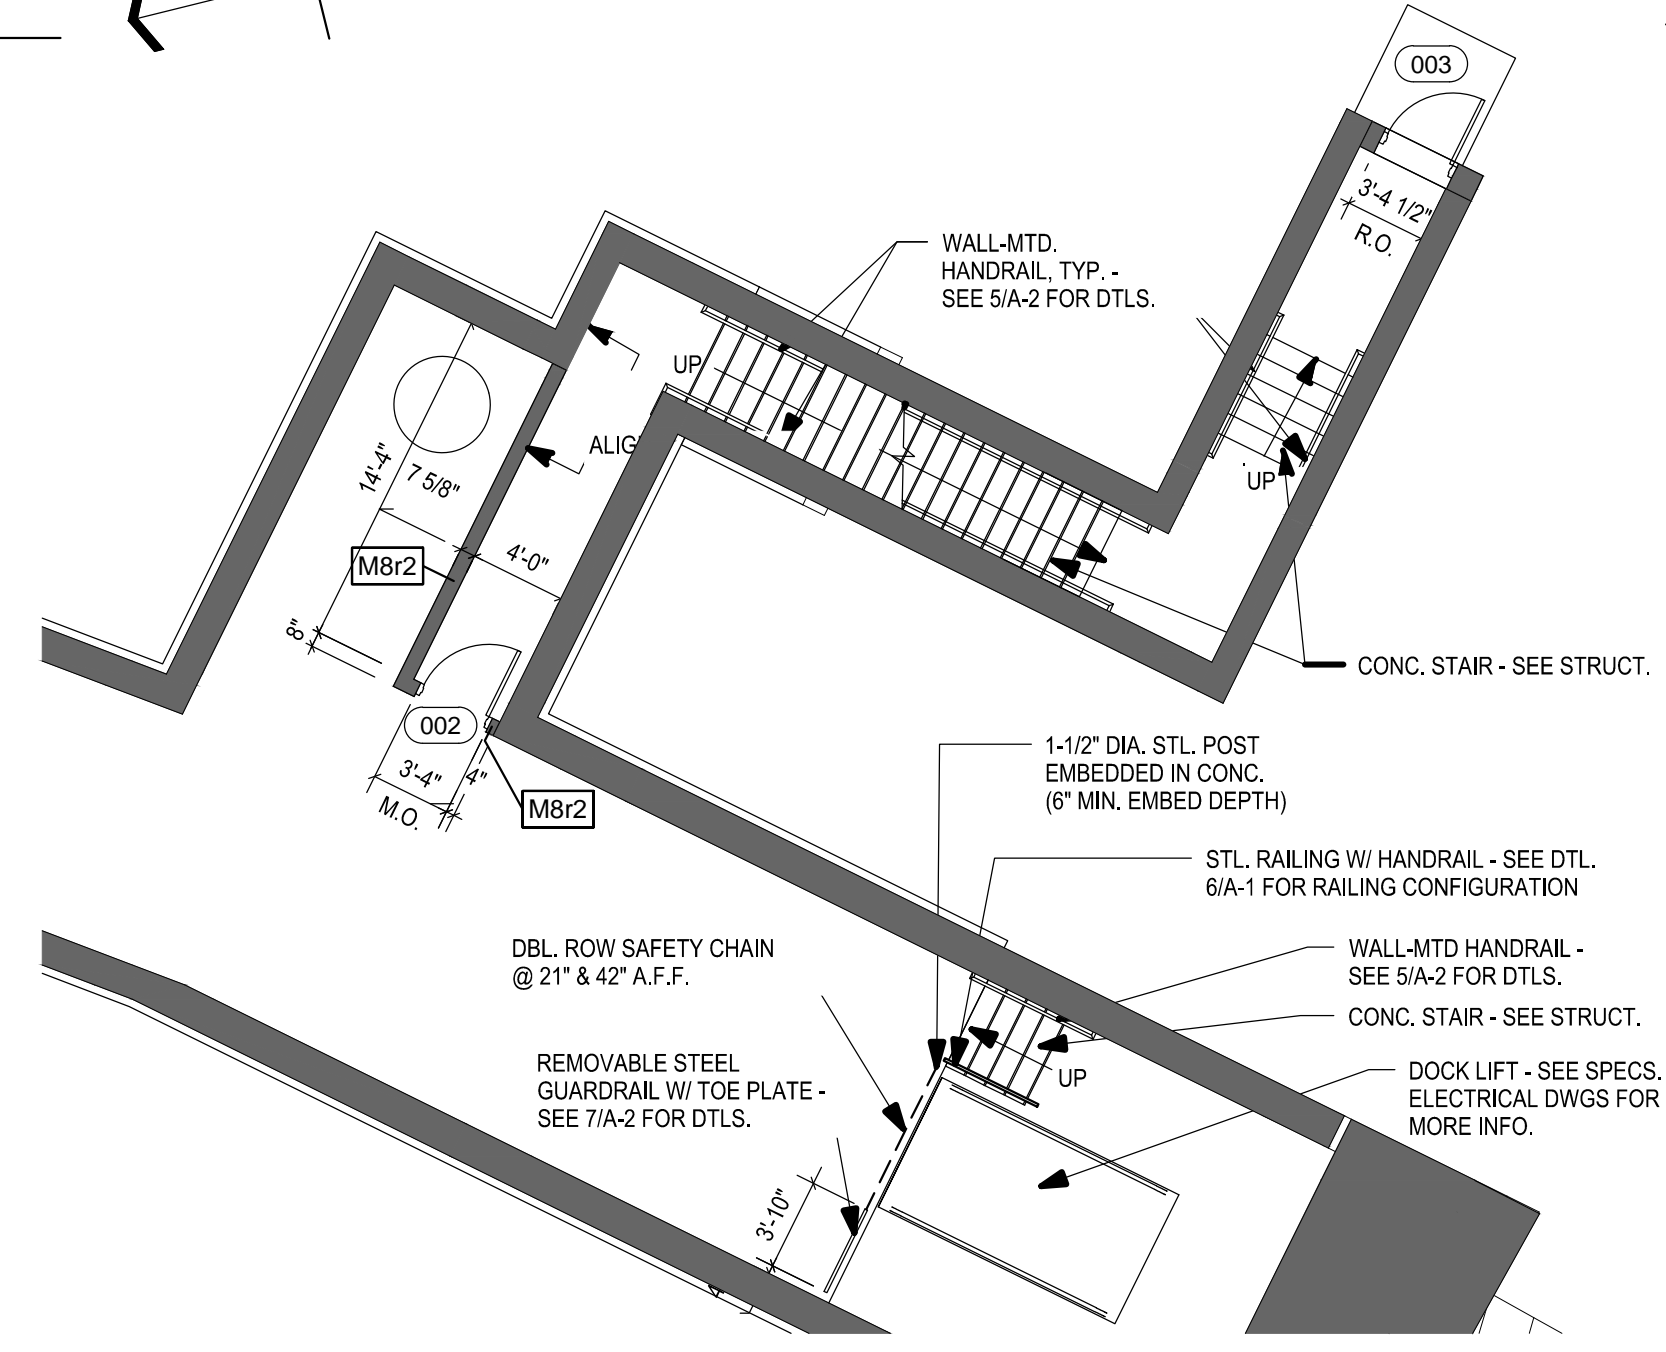 003
3'-4 1/2"
R.O.
WALL-MTD.
HANDRAIL, TYP. -
SEE 5/A-2 FOR DTLS.
UP
ALIG
14'-4"
7 5/8"
UP
4'-0"
M8r2
8"
CONC. STAIR - SEE STRUCT.
002
3'-4"
4"
M.O.
M8r2
1-1/2" DIA. STL. POST
EMBEDDED IN CONC.
(6" MIN. EMBED DEPTH)
STL. RAILING W/ HANDRAIL - SEE DTL.
6/A-1 FOR RAILING CONFIGURATION
DBL. ROW SAFETY CHAIN
@ 21" & 42" A.F.F.
WALL-MTD HANDRAIL -
SEE 5/A-2 FOR DTLS.
CONC. STAIR - SEE STRUCT.
REMOVABLE STEEL
GUARDRAIL W/ TOE PLATE -
SEE 7/A-2 FOR DTLS.
UP
DOCK LIFT - SEE SPECS.
ELECTRICAL DWGS FOR
MORE INFO.
3'-10"